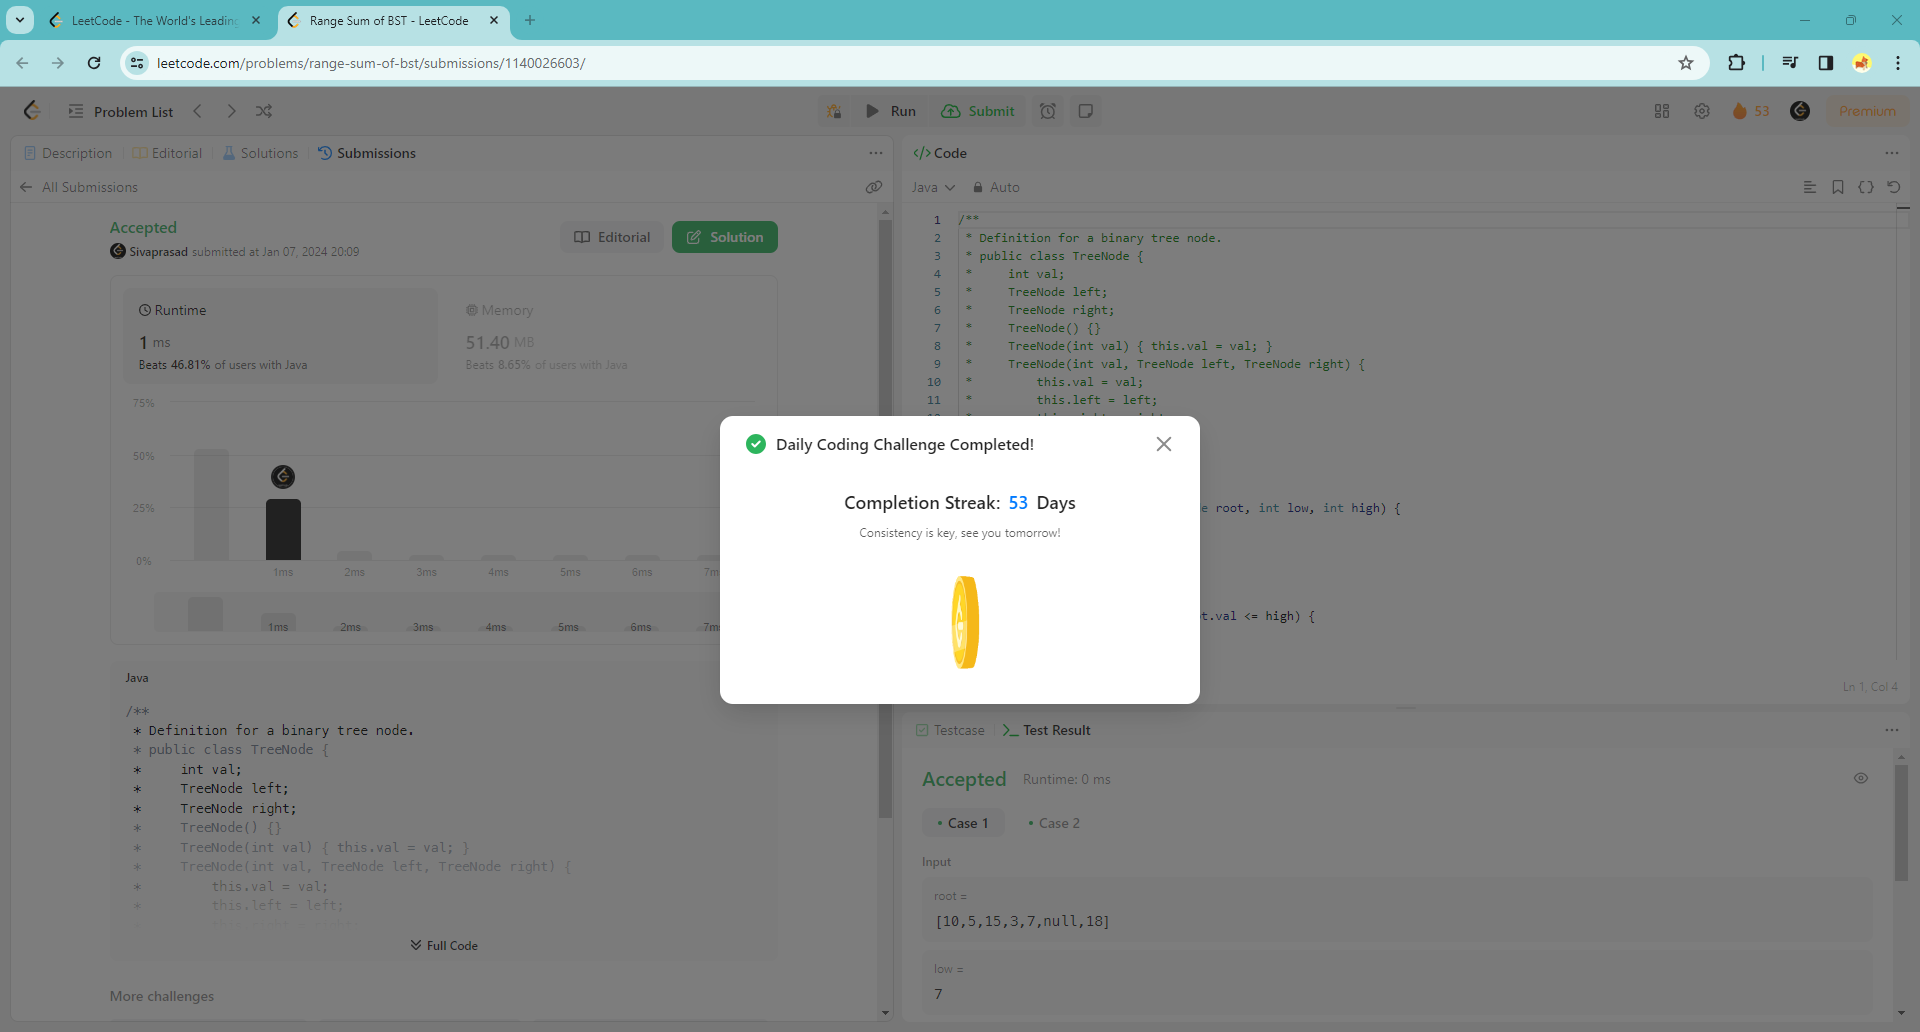 LeetCode - The World's Leading
Range Sum of BST - LeetCode
leetcode.com/problems/range-sum-of-bst/submissions/1140026603/
Problem List
Run
Submit
53
Premium
Description
Editorial
Solutions
Submissions
All Submissions
Accepted
Sivaprasad submitted at Jan 07, 2024 20:09
Editorial
Solution
Runtime
1 ms
Beats 46.81% of users with Java
Memory
51.40 MB
Beats 8.65% of users with Java
75%
50%
25%
0%
1ms 2ms 3ms 4ms 5ms 6ms 7m
1ms 2ms 3ms 4ms 5ms 6ms 7m
Java
/**
* Definition for a binary tree node.
* public class TreeNode {
* int val;
* TreeNode left;
* TreeNode right;
* TreeNode() {}
* TreeNode(int val) { this.val = val; }
* TreeNode(int val, TreeNode left, TreeNode right) {
* this.val = val;
* this.left = left;
Full Code
More challenges
</> Code
Java
Auto
1 /**
2 * Definition for a binary tree node.
3 * public class TreeNode {
4 * int val;
5 * TreeNode left;
6 * TreeNode right;
7 * TreeNode() {}
8 * TreeNode(int val) { this.val = val; }
9 * TreeNode(int val, TreeNode left, TreeNode right) {
10 * this.val = val;
11 * this.left = left;
root, int low, int high) {
t.val <= high) {
Ln 1, Col 4
Daily Coding Challenge Completed!
Completion Streak: 53 Days
Consistency is key, see you tomorrow!
Testcase
Test Result
Accepted
Runtime: 0 ms
• Case 1
• Case 2
Input
root =
[10,5,15,3,7,null,18]
low =
7